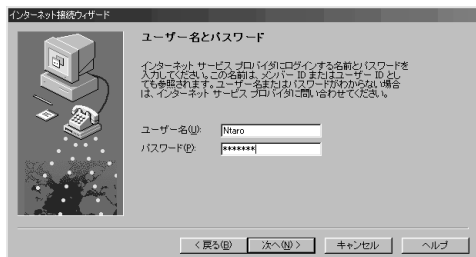 インターネット接続ウィザード
ユーザー名とパスワード
インターネット サービス プロバイダにログインする名前とパスワードを
入力してください。この名前は、メンバー ID またはユーザー ID とし
ても参照されます。ユーザー名またはパスワードがわからない場合
は、インターネット サービス プロバイダに問い合わせてください。
ユーザー名(U): Ntaro
パスワード(P): *******
< 戻る(B) 次へ(N) > キャンセル ヘルプ